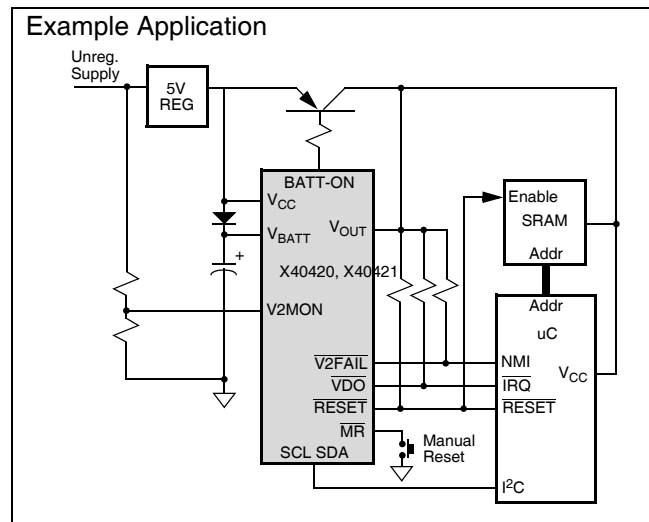 Example Application
Unreg.
Supply
5V
REG
BATT-ON
VCC
VBATT
VOUT
X40420, X40421
V2MON
V2FAIL
VDO
RESET
MR
SCL SDA
Manual
Reset
Enable
SRAM
Addr
Addr
uC
NMI
IRQ
RESET
VCC
I²C
+